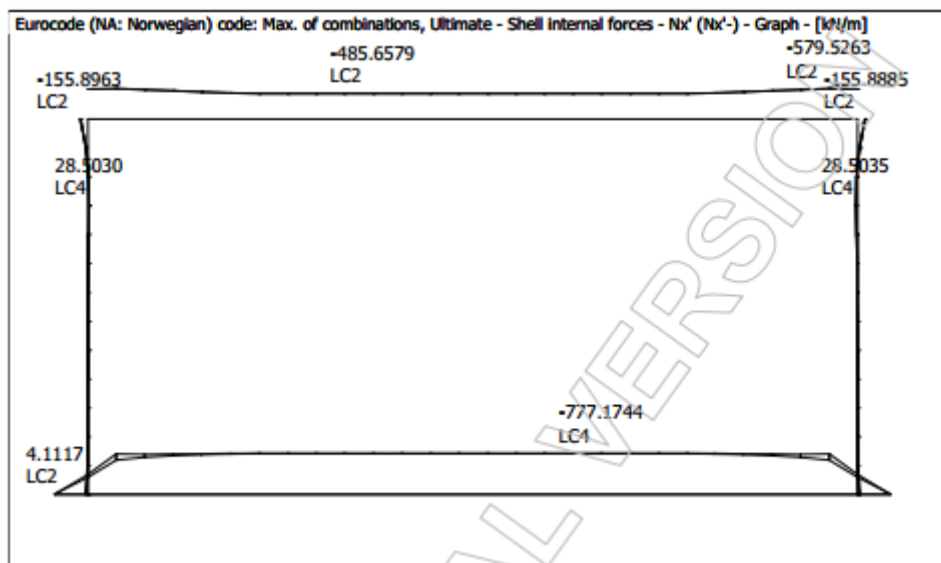 Eurocode (NA: Norwegian) code: Max. of combinations, Ultimate - Shell internal forces - Nx' (Nx'-) - Graph - [kN/m]
-485.6579
LC2
-579.5263
LC2
-155.8963
LC2
-155.8885
LC2
28.5030
LC4
28.5035
LC4
-777.1744
LC4
4.1117
LC2
AL VERSION